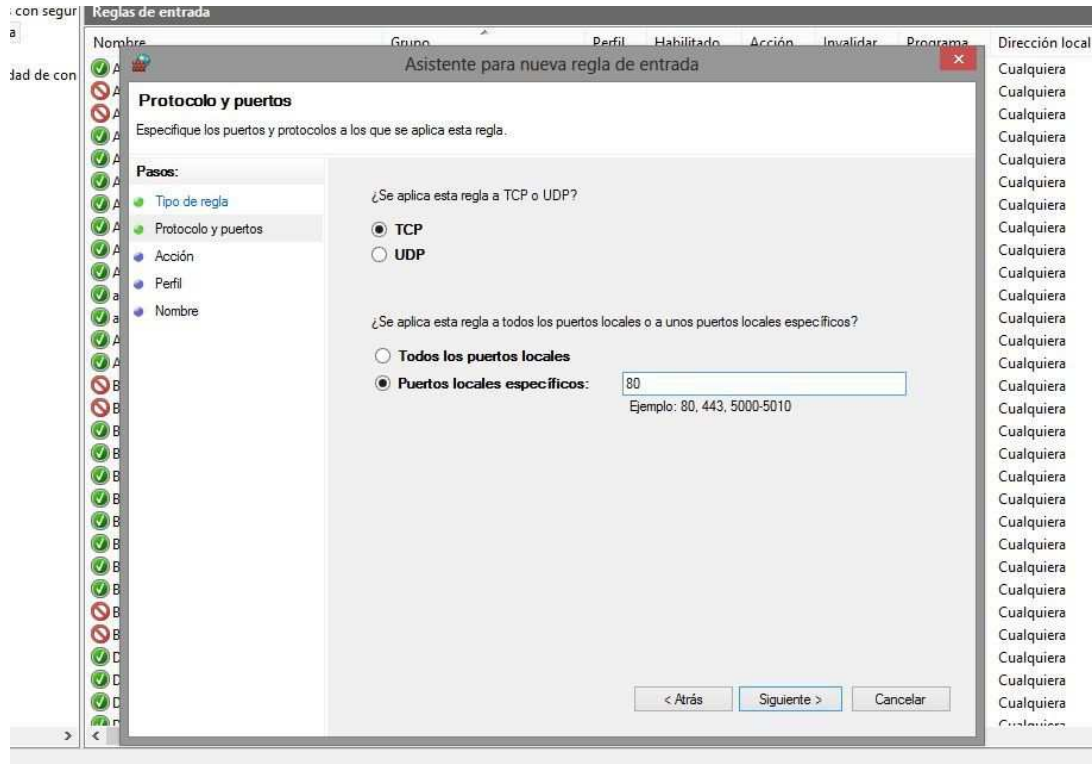 con segur
Reglas de entrada
a
Nombre Grupo Perfil Habilitado Acción Invalidar Programa Dirección local
dad de con
Asistente para nueva regla de entrada
Protocolo y puertos
Especifique los puertos y protocolos a los que se aplica esta regla.
Pasos:
Tipo de regla
Protocolo y puertos
Acción
Perfil
Nombre
¿Se aplica esta regla a TCP o UDP?
TCP
UDP
¿Se aplica esta regla a todos los puertos locales o a unos puertos locales específicos?
Todos los puertos locales
Puertos locales específicos: 80
Ejemplo: 80, 443, 5000-5010
< Atrás Siguiente > Cancelar
A Cualquiera
A Cualquiera
A Cualquiera
A Cualquiera
A Cualquiera
A Cualquiera
A Cualquiera
A Cualquiera
A Cualquiera
A Cualquiera
a Cualquiera
a Cualquiera
A Cualquiera
A Cualquiera
B Cualquiera
B Cualquiera
B Cualquiera
B Cualquiera
B Cualquiera
B Cualquiera
B Cualquiera
B Cualquiera
B Cualquiera
B Cualquiera
B Cualquiera
B Cualquiera
D Cualquiera
D Cualquiera
D Cualquiera
D Cualquiera